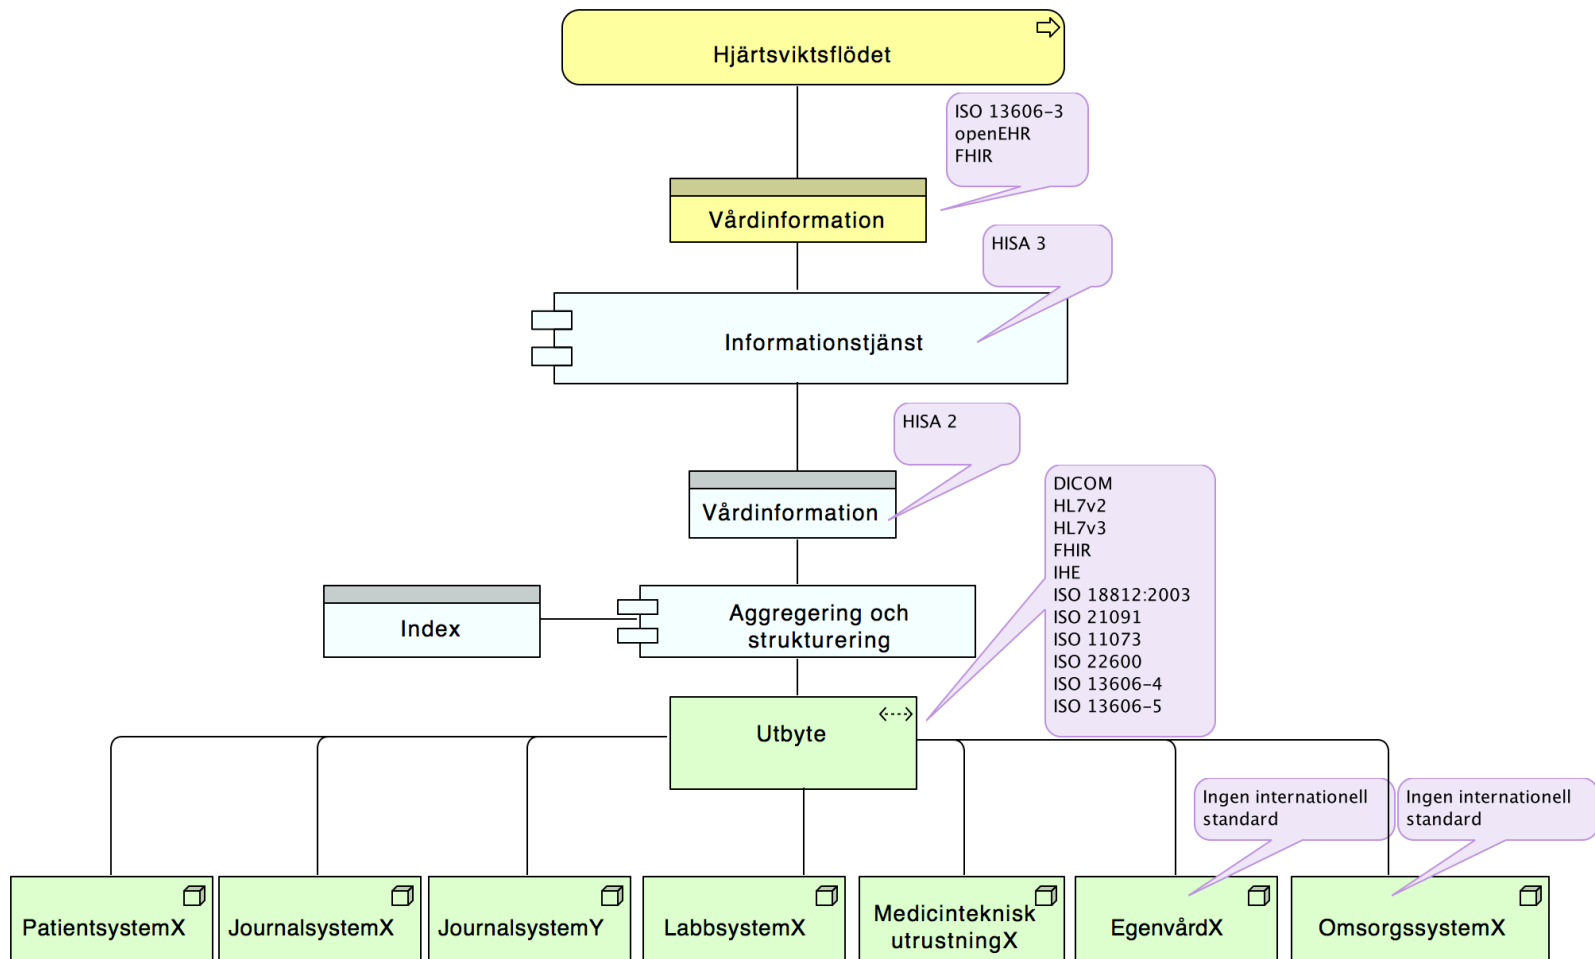 Hjärtsviktsflödet
ISO 13606-3
openEHR
FHIR
Vårdinformation
HISA 3
Informationstjänst
HISA 2
Vårdinformation
DICOM
HL7v2
HL7v3
FHIR
IHE
ISO 18812:2003
ISO 21091
ISO 11073
ISO 22600
ISO 13606-4
ISO 13606-5
Index
Aggregering och
strukturering
Utbyte
Ingen internationell
standard
Ingen internationell
standard
PatientsystemX
JournalsystemX
JournalsystemY
LabbsystemX
Medicinteknisk
utrustningX
EgenvårdX
OmsorgssystemX